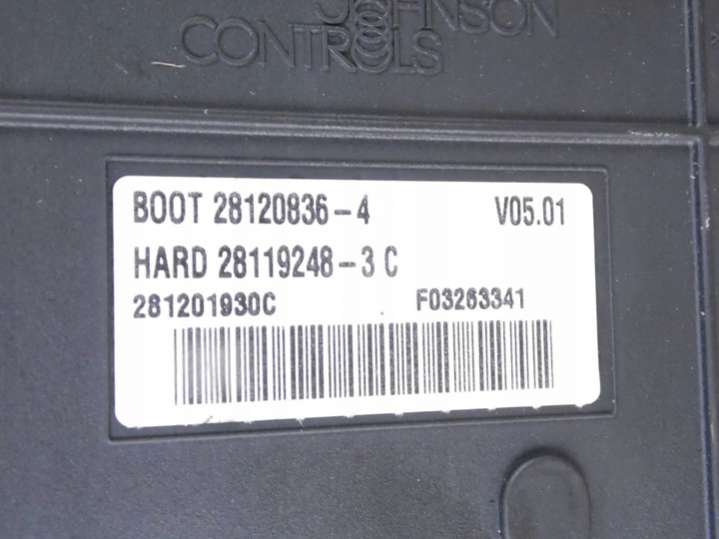 JOHNSON
CONTROLS
BOOT 28120836-4 V05.01
HARD 28119248-3 C
281201930C F03263341